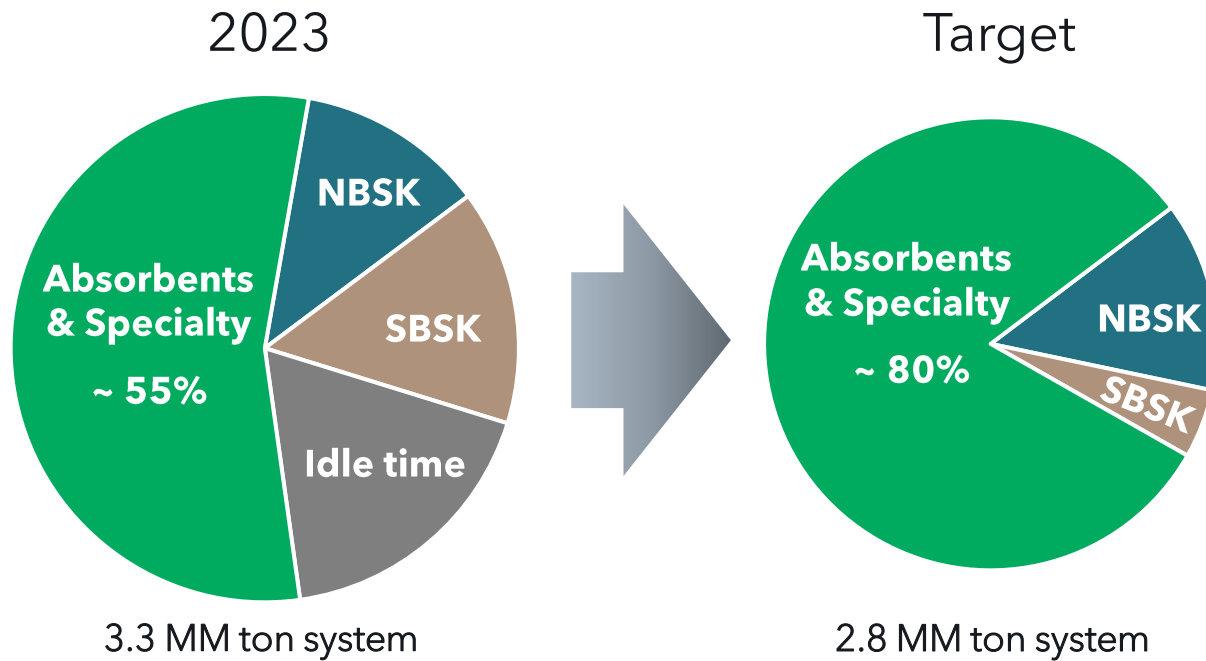 2023
NBSK
Absorbents
& Specialty
~ 55%
SBSK
Idle time
3.3 MM ton system
Target
Absorbents
& Specialty
~ 80%
NBSK
SBSK
2.8 MM ton system